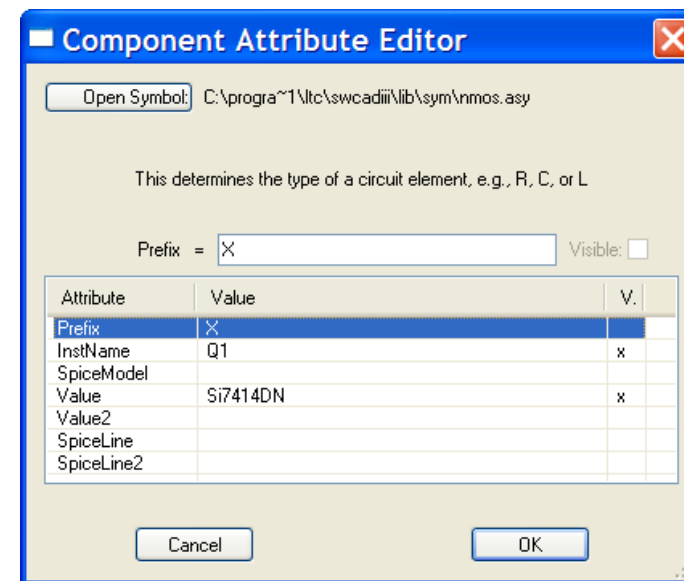 Component Attribute Editor
Open Symbol: C:\progra~1\ltc\swcadiii\lib\sym\nmos.asy
This determines the type of a circuit element, e.g., R, C, or L
Prefix = X Visible:
Attribute Value V.
Prefix X
InstName Q1 x
SpiceModel
Value Si7414DN x
Value2
SpiceLine
SpiceLine2
Cancel OK